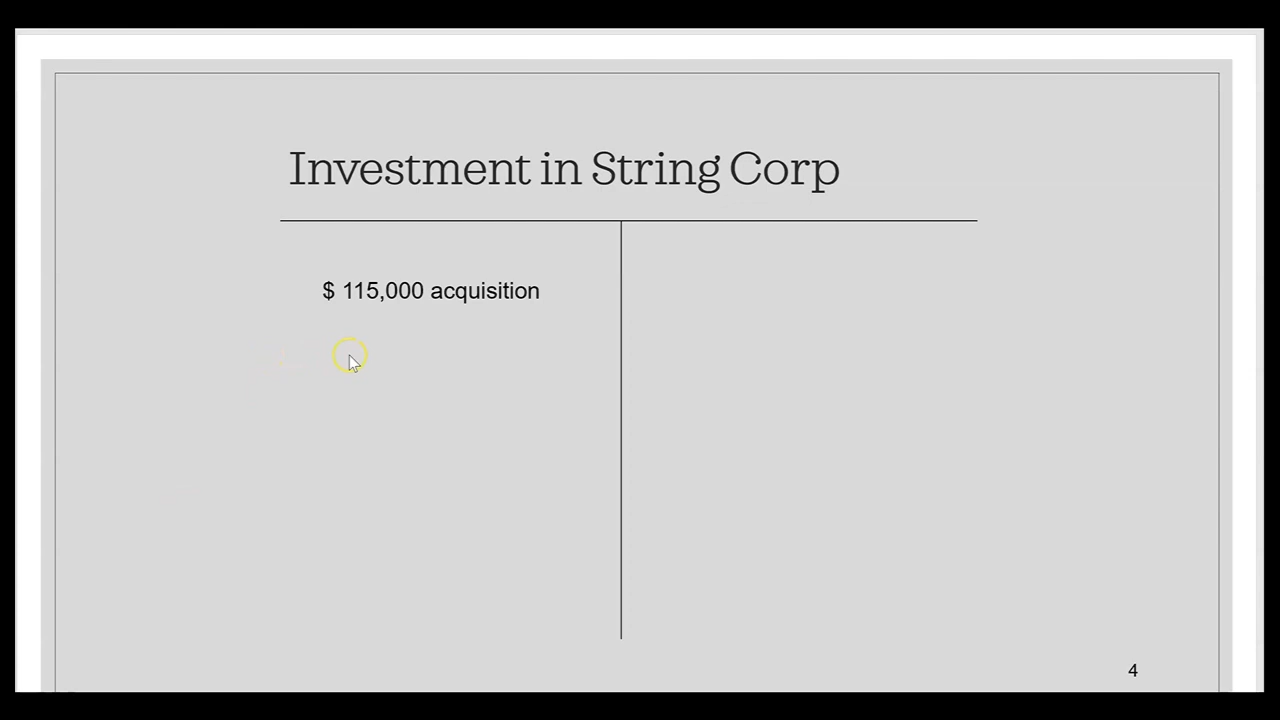 Investment in String Corp
$ 115,000 acquisition
4